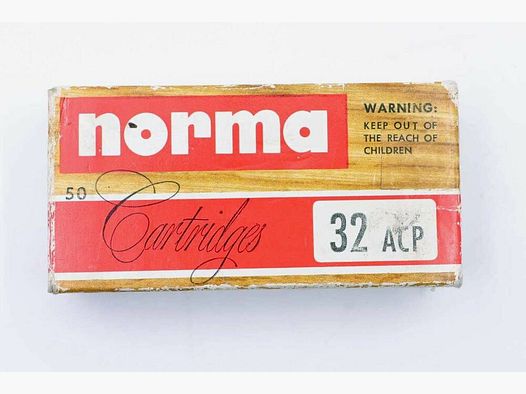 norma
WARNING:
KEEP OUT OF
THE REACH OF
CHILDREN
50
Cartridges
32 ACP